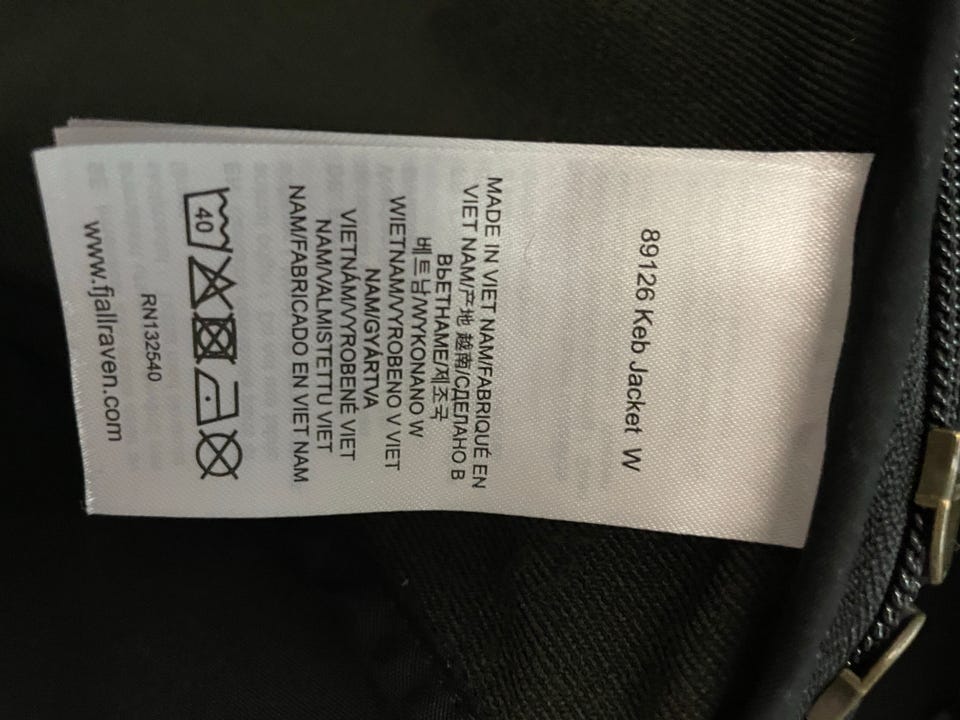 89126 Keb Jacket W
MADE IN VIET NAM/FABRIQUÉ EN
VIET NAM/产地 越南/СДЕЛАНО В
ВЬЕТНАМЕ/제조국
베트남/WYKONANO W
WIETNAM/VYROBENO V VIET
NAM/GYÁRTVA
VIETNÁM/VYROBENÉ VIET
NAM/VALMISTETTU VIET
NAM/FABRICADO EN VIET NAM
40
RN132540
www.fjallraven.com